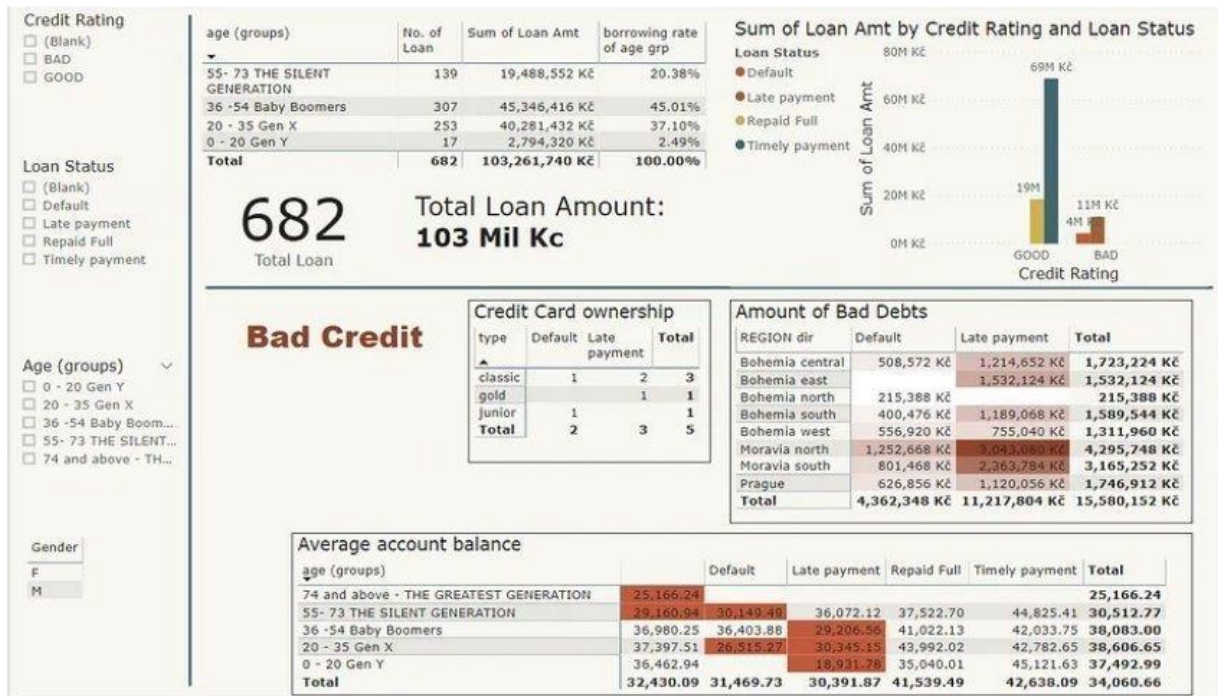 Credit Rating
(Blank)
BAD
GOOD
Loan Status
(Blank)
Default
Late payment
Repaid Full
Timely payment
Age (groups)
0 - 20 Gen Y
20 - 35 Gen X
36 -54 Baby Boom...
55- 73 THE SILENT...
74 and above - TH...
Gender
F
M
age (groups) No. of Loan Sum of Loan Amt borrowing rate of age grp
55- 73 THE SILENT GENERATION 139 19,488,552 Kč 20.38%
36 -54 Baby Boomers 307 45,346,416 Kč 45.01%
20 - 35 Gen X 253 40,281,432 Kč 37.10%
0 - 20 Gen Y 17 2,794,320 Kč 2.49%
Total 682 103,261,740 Kč 100.00%
682
Total Loan
Total Loan Amount:
103 Mil Kc
Sum of Loan Amt by Credit Rating and Loan Status
Loan Status
Default
Late payment
Repaid Full
Timely payment
Sum of Loan Amt
80M Kč
60M Kč
40M Kč
20M Kč
0M Kč
69M Kč
19M
11M Kč
4M
GOOD BAD
Credit Rating
Bad Credit
Credit Card ownership
type Default Late payment Total
classic 1 2 3
gold 1 1
junior 1 1
Total 2 3 5
Amount of Bad Debts
REGION dir Default Late payment Total
Bohemia central 508,572 Kč 1,214,652 Kč 1,723,224 Kč
Bohemia east 1,532,124 Kč 1,532,124 Kč
Bohemia north 215,388 Kč 215,388 Kč
Bohemia south 400,476 Kč 1,189,068 Kč 1,589,544 Kč
Bohemia west 556,920 Kč 755,040 Kč 1,311,960 Kč
Moravia north 1,252,668 Kč 3,043,080 Kč 4,295,748 Kč
Moravia south 801,468 Kč 2,363,784 Kč 3,165,252 Kč
Prague 626,856 Kč 1,120,056 Kč 1,746,912 Kč
Total 4,362,348 Kč 11,217,804 Kč 15,580,152 Kč
Average account balance
age (groups) Default Late payment Repaid Full Timely payment Total
74 and above - THE GREATEST GENERATION 25,166.24 25,166.24
55- 73 THE SILENT GENERATION 29,160.94 30,149.49 36,072.12 37,522.70 44,825.41 30,512.77
36 -54 Baby Boomers 36,980.25 36,403.88 29,206.56 41,022.13 42,033.75 38,083.00
20 - 35 Gen X 37,397.51 26,515.27 30,345.15 43,992.02 42,782.65 38,606.65
0 - 20 Gen Y 36,462.94 18,931.78 35,040.01 45,121.63 37,492.99
Total 32,430.09 31,469.73 30,391.87 41,539.49 42,638.09 34,060.66